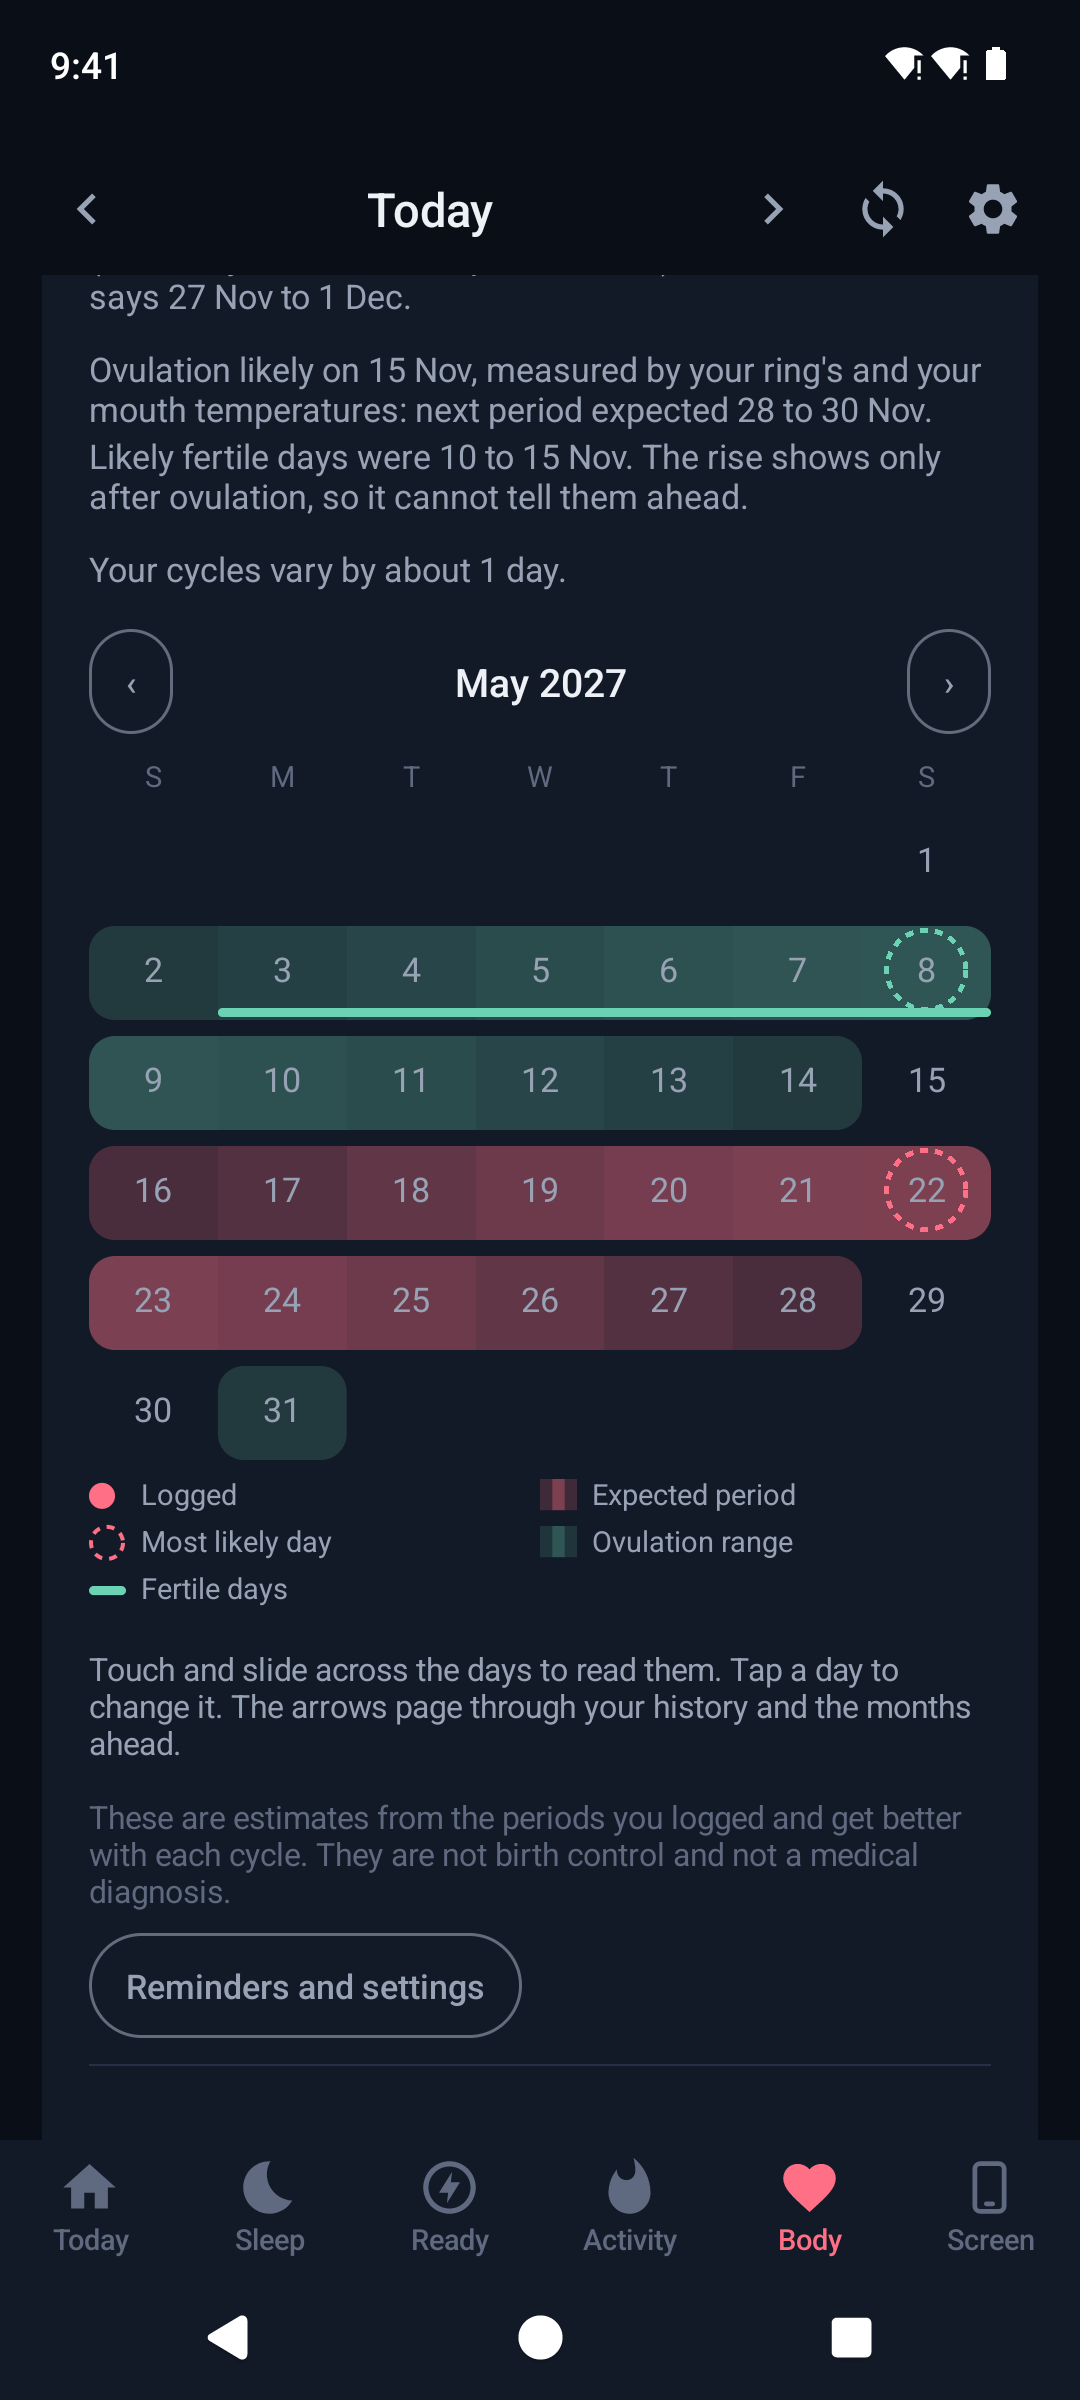 9:41
Today
says 27 Nov to 1 Dec.
Ovulation likely on 15 Nov, measured by your ring's and your
mouth temperatures: next period expected 28 to 30 Nov.
Likely fertile days were 10 to 15 Nov. The rise shows only
after ovulation, so it cannot tell them ahead.
Your cycles vary by about 1 day.
‹ May 2027 ›
S M T W T F S
1
2 3 4 5 6 7 8
9 10 11 12 13 14 15
16 17 18 19 20 21 22
23 24 25 26 27 28 29
30 31
Logged Expected period
Most likely day Ovulation range
Fertile days
Touch and slide across the days to read them. Tap a day to
change it. The arrows page through your history and the months
ahead.
These are estimates from the periods you logged and get better
with each cycle. They are not birth control and not a medical
diagnosis.
Reminders and settings
Today Sleep Ready Activity Body Screen